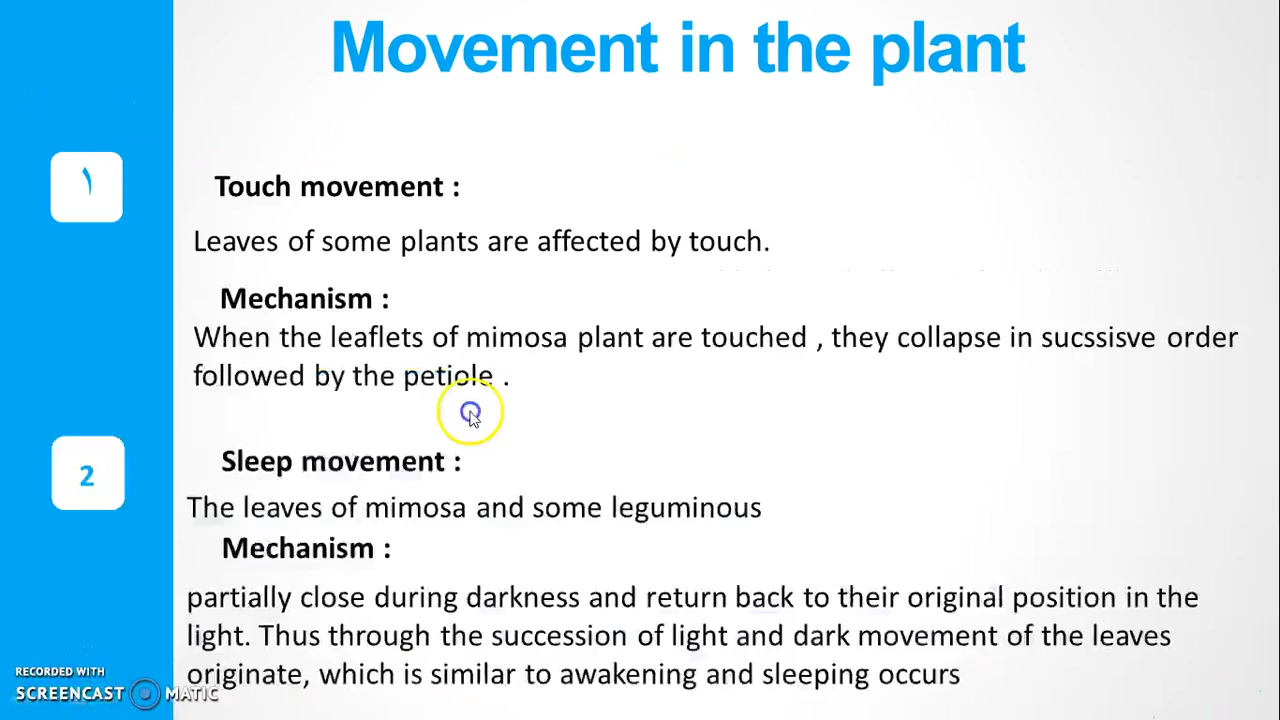 Movement in the plant
١
Touch movement :
Leaves of some plants are affected by touch.
Mechanism :
When the leaflets of mimosa plant are touched , they collapse in sucssisve order
followed by the petiole .
2
Sleep movement :
The leaves of mimosa and some leguminous
Mechanism :
partially close during darkness and return back to their original position in the
light. Thus through the succession of light and dark movement of the leaves
originate, which is similar to awakening and sleeping occurs
RECORDED WITH
SCREENCAST MATIC